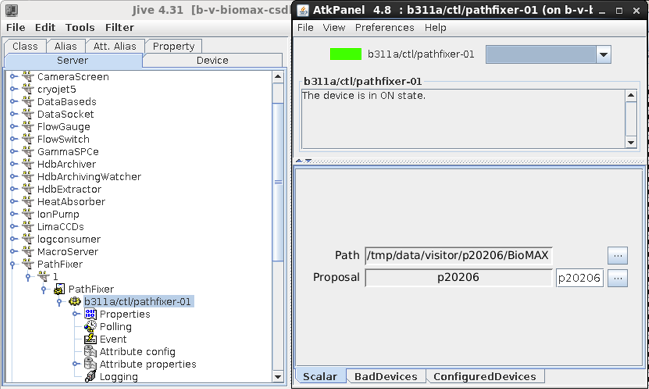 Jive 4.31 [b-v-biomax-csdl
File Edit Tools Filter
Class Alias Att. Alias Property
Server Device
CameraScreen
cryojet5
DataBaseds
DataSocket
FlowGauge
FlowSwitch
GammaSPCe
HdbArchiver
HdbArchivingWatcher
HdbExtractor
HeatAbsorber
IonPump
LimaCCDs
logconsumer
MacroServer
PathFixer
1
PathFixer
b311a/ctl/pathfixer-01
Properties
Polling
Event
Attribute config
Attribute properties
Logging
AtkPanel 4.8 : b311a/ctl/pathfixer-01 (on b-v-l
File View Preferences Help
b311a/ctl/pathfixer-01
b311a/ctl/pathfixer-01
The device is in ON state.
Path /tmp/data/visitor/p20206/BioMAX ...
Proposal p20206 p20206 ...
Scalar BadDevices ConfiguredDevices